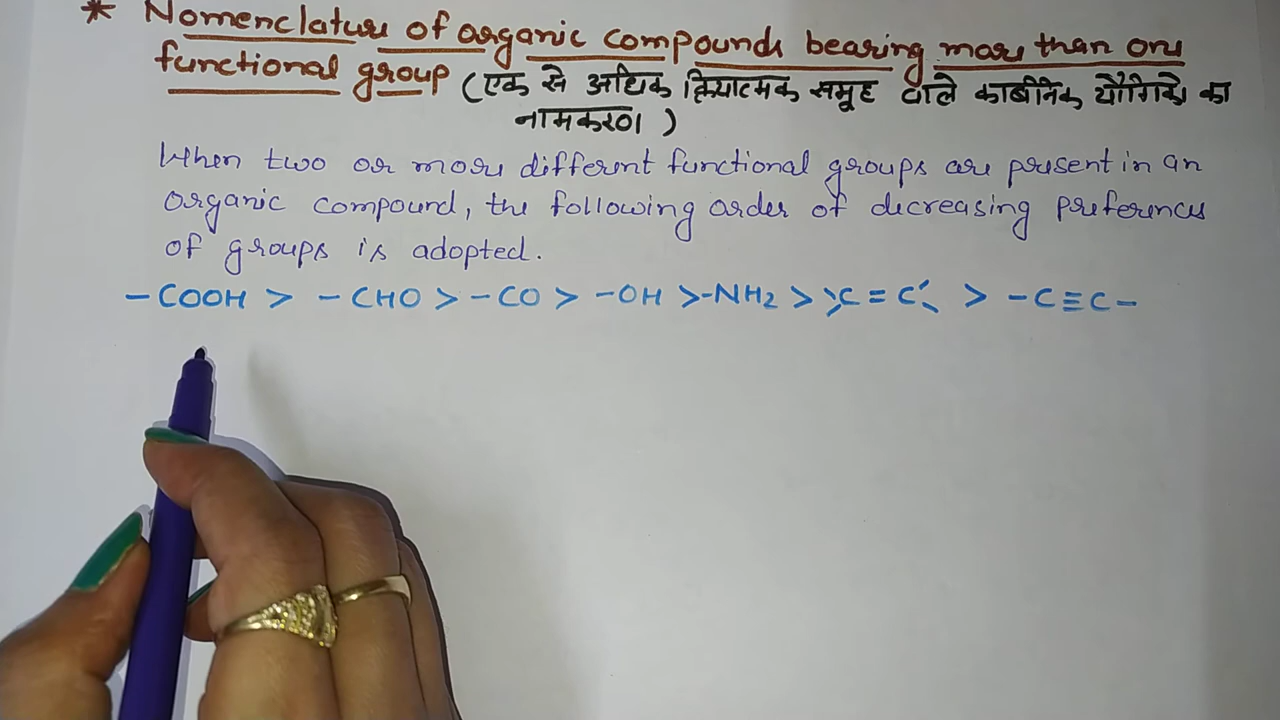 * Nomenclature of organic compounds bearing more than one
functional group (एक से अधिक क्रियात्मक समूह वाले कार्बनिक यौगिकों का
नामकरण )
When two or more different functional groups are present in an
organic compound, the following order of decreasing preference
of groups is adopted.
-COOH > -CHO > -CO > -OH > -NH₂ > >C=C< > -C≡C-